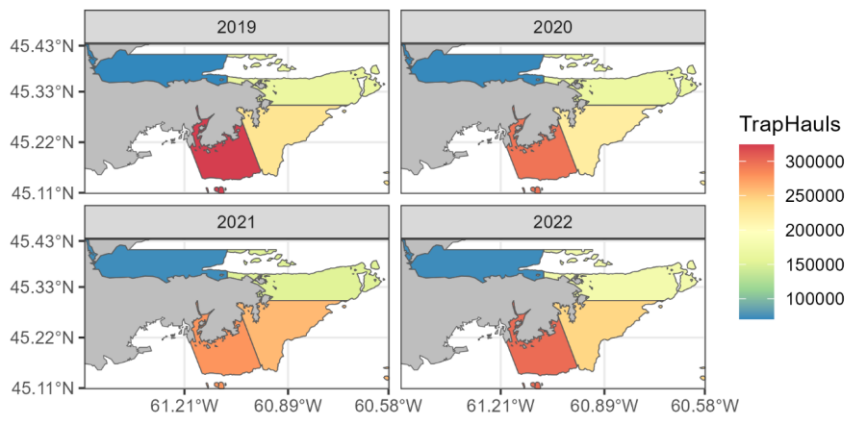 2019 2020
45.43°N
45.33°N
45.22°N
45.11°N
2021 2022
45.43°N
45.33°N
45.22°N
45.11°N
61.21°W 60.89°W 60.58°W 61.21°W 60.89°W 60.58°W
TrapHauls
300000
250000
200000
150000
100000